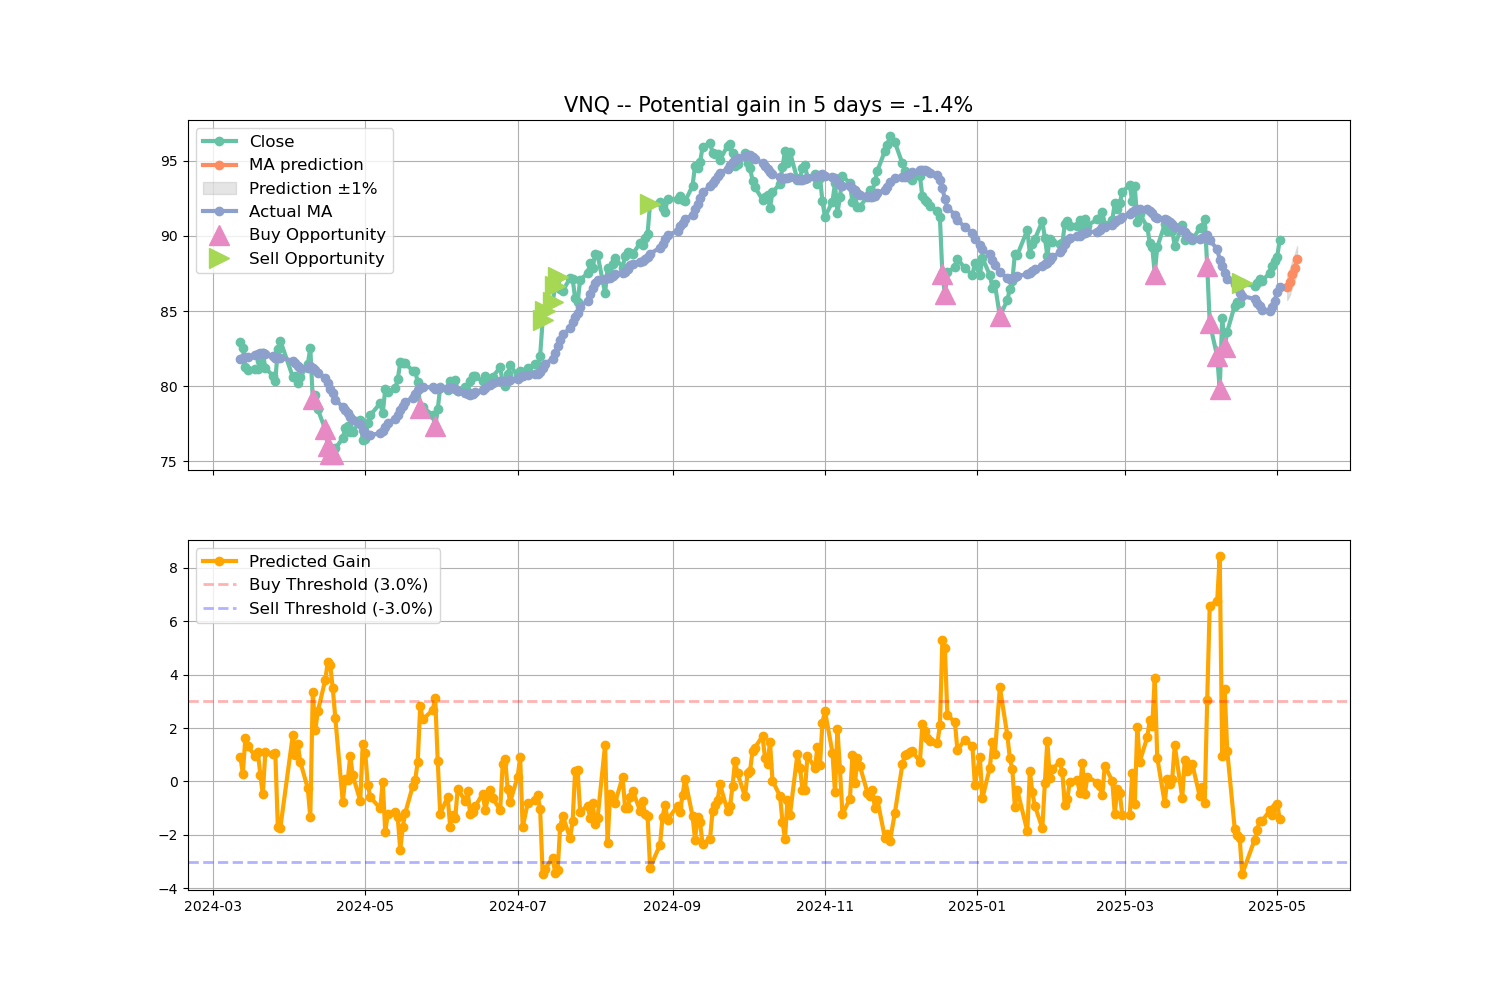 VNQ -- Potential gain in 5 days = -1.4%
Close
MA prediction
Prediction ±1%
Actual MA
Buy Opportunity
Sell Opportunity
95
90
85
80
75
Predicted Gain
Buy Threshold (3.0%)
Sell Threshold (-3.0%)
8
6
4
2
0
−2
−4
2024-03
2024-05
2024-07
2024-09
2024-11
2025-01
2025-03
2025-05